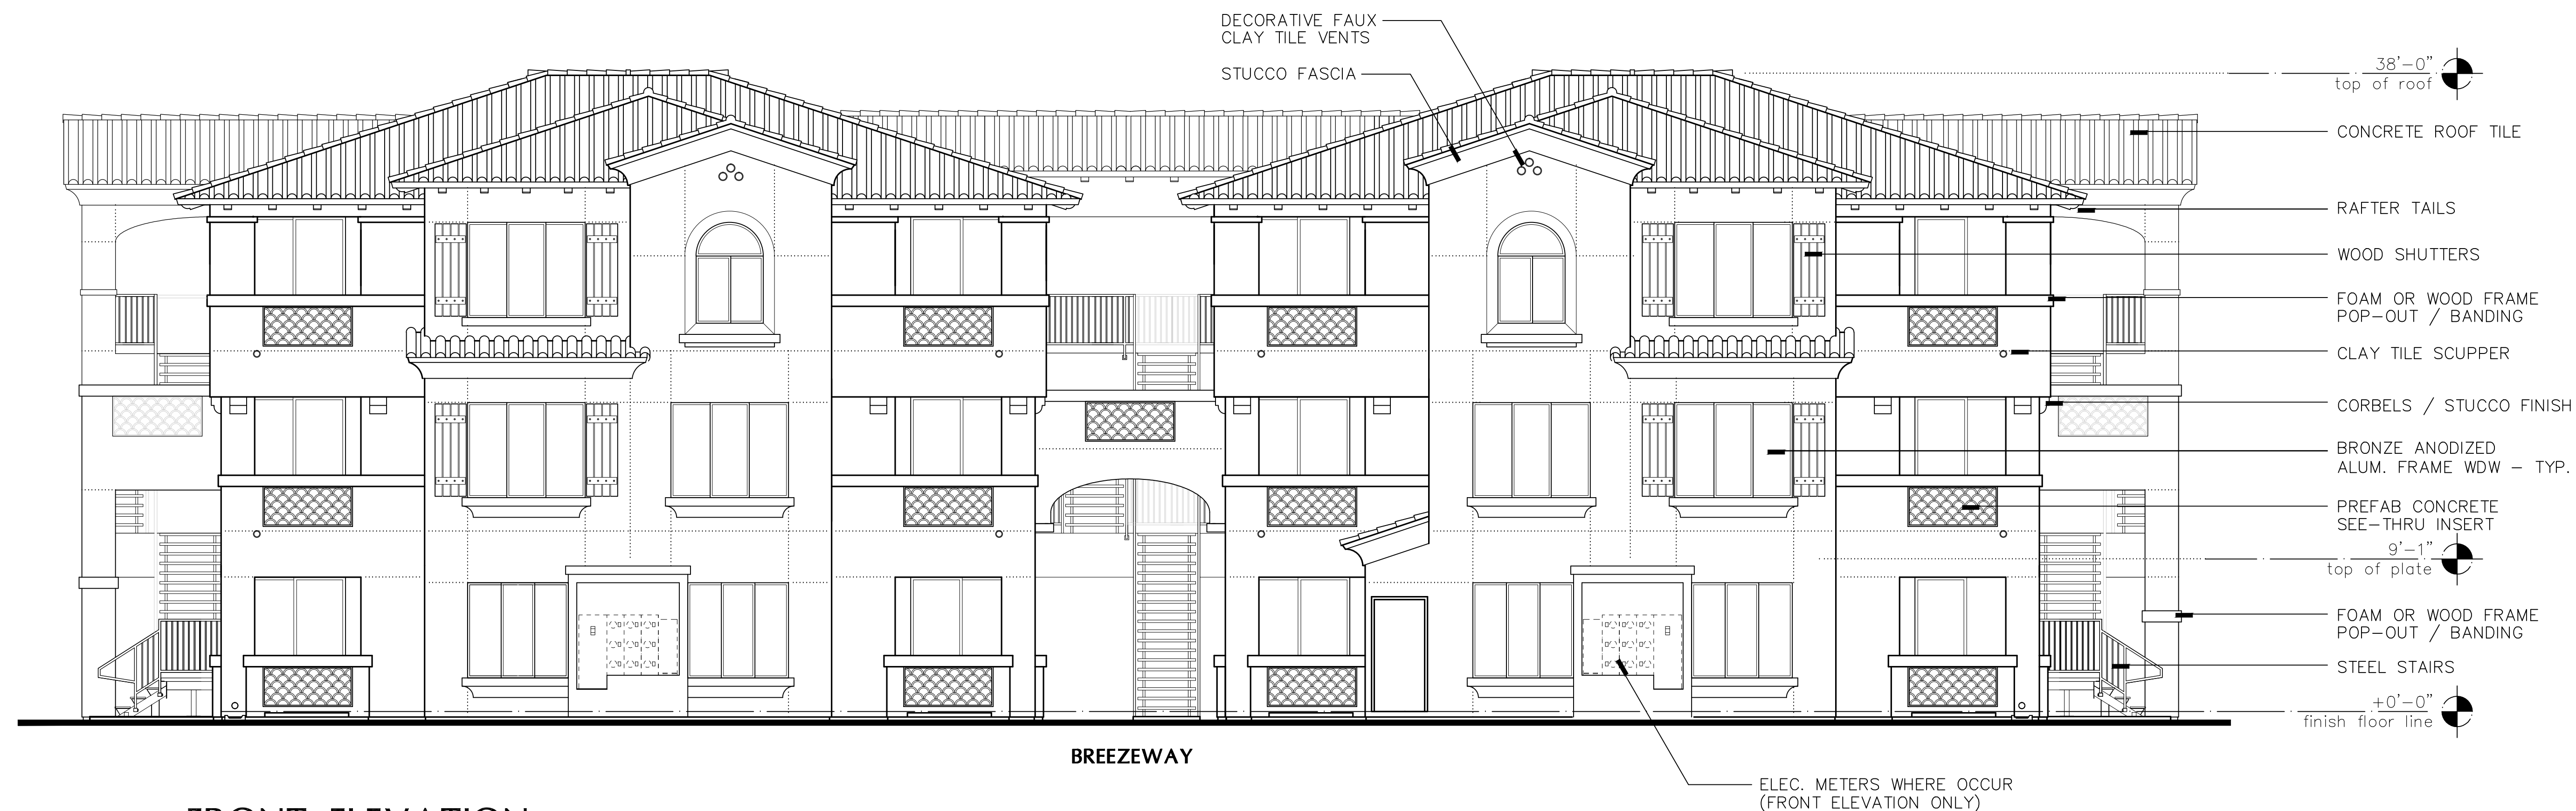 DECORATIVE FAUX
CLAY TILE VENTS
STUCCO FASCIA
38'-0"
top of roof
CONCRETE ROOF TILE
RAFTER TAILS
WOOD SHUTTERS
FOAM OR WOOD FRAME
POP-OUT / BANDING
CLAY TILE SCUPPER
CORBELS / STUCCO FINISH
BRONZE ANODIZED
ALUM. FRAME WDW - TYP.
PREFAB CONCRETE
SEE-THRU INSERT
9'-1"
top of plate
FOAM OR WOOD FRAME
POP-OUT / BANDING
STEEL STAIRS
+0'-0"
finish floor line
BREEZEWAY
ELEC. METERS WHERE OCCUR
(FRONT ELEVATION ONLY)
FRONT ELEVATION